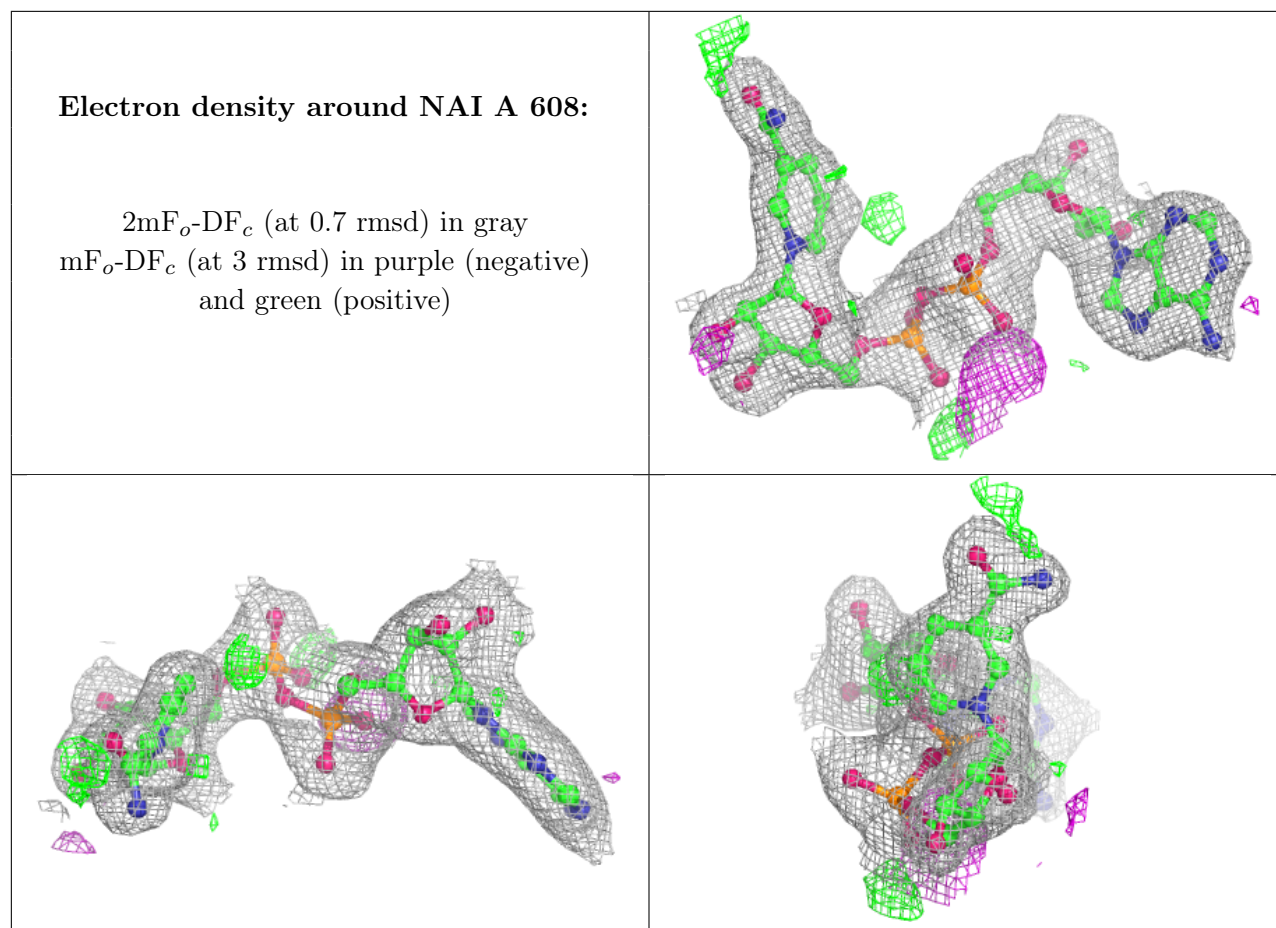 Electron density around NAI A 608:
2mFₒ-DF𝒸 (at 0.7 rmsd) in gray
mFₒ-DF𝒸 (at 3 rmsd) in purple (negative)
and green (positive)